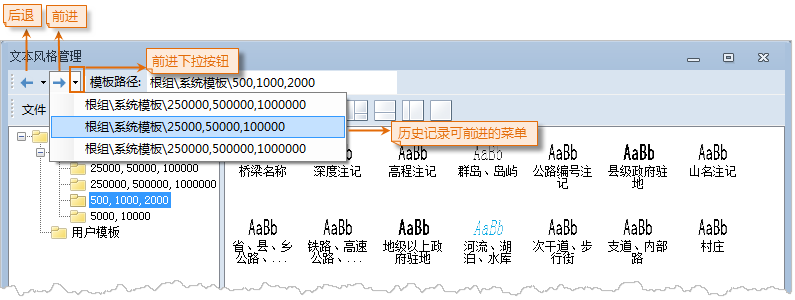 后退
前进
文本风格管理
前进下拉按钮
模板路径: 根组\系统模板\500,1000,2000
文件
根组\系统模板\250000,500000,1000000
根组\系统模板\25000,50000,100000
根组\系统模板\250000,500000,1000000
历史记录可前进的菜单
25000, 50000, 100000
250000, 500000, 1000000
500, 1000, 2000
5000, 10000
用户模板
AaBb AaBb AaBb AaBb AaBb AaBb AaBb
桥梁名称 深度注记 高程注记 群岛、岛屿 公路编号注记 县级政府驻地 山名注记
AaBb AaBb AaBb AaBb AaBb AaBb AaBb
省、县、乡公路、... 铁路、高速公路、... 地级以上政府驻地 河流、湖泊、水库 次干道、步行街 支道、内部路 村庄